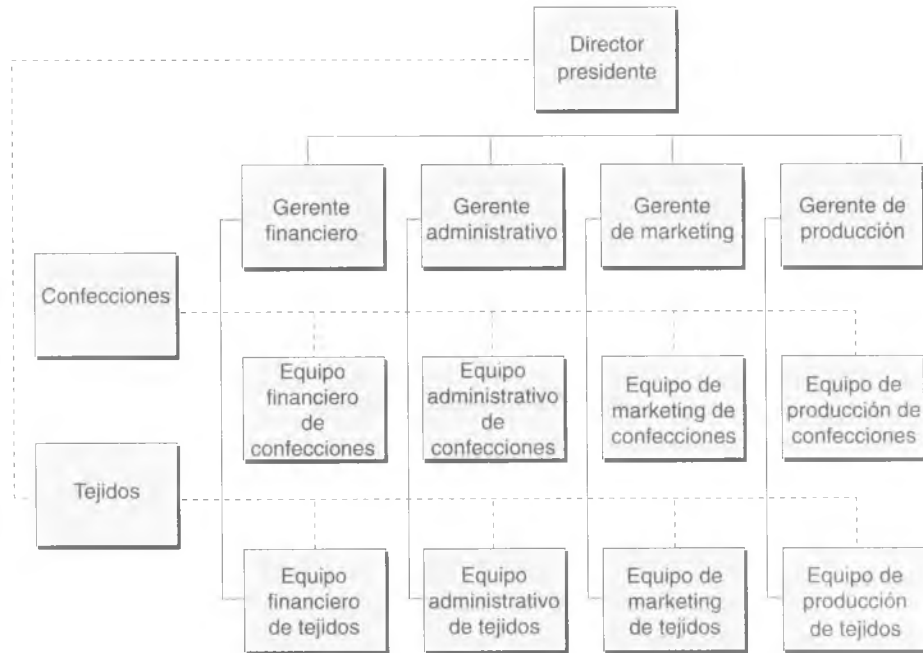 Director
presidente
Gerente
financiero
Gerente
administrativo
Gerente
de marketing
Gerente de
producción
Confecciones
Equipo
financiero
de
confecciones
Equipo
administrativo
de
confecciones
Equipo de
marketing de
confecciones
Equipo de
producción de
confecciones
Tejidos
Equipo
financiero
de tejidos
Equipo
administrativo
de tejidos
Equipo de
marketing
de tejidos
Equipo de
producción
de tejidos